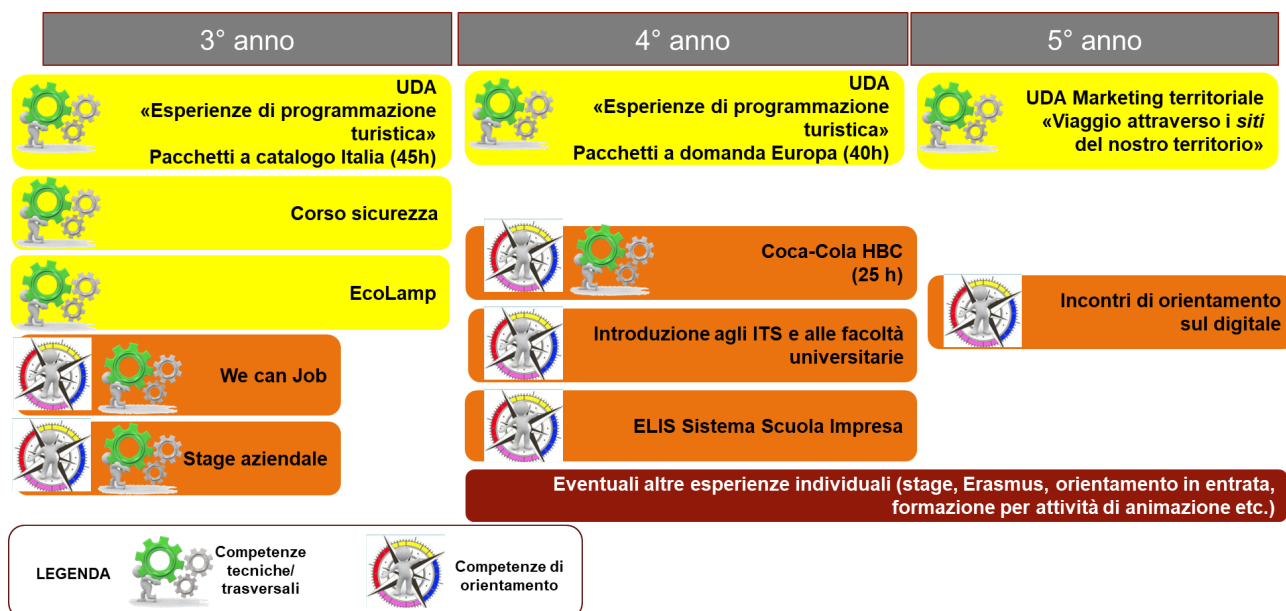 3° anno
4° anno
5° anno
UDA
«Esperienze di programmazione
turistica»
Pacchetti a catalogo Italia (45h)
UDA
«Esperienze di programmazione
turistica»
Pacchetti a domanda Europa (40h)
UDA Marketing territoriale
«Viaggio attraverso i siti
del nostro territorio»
Corso sicurezza
Coca-Cola HBC
(25 h)
EcoLamp
Incontri di orientamento
sul digitale
Introduzione agli ITS e alle facoltà
universitarie
We can Job
ELIS Sistema Scuola Impresa
Stage aziendale
Eventuali altre esperienze individuali (stage, Erasmus, orientamento in entrata,
formazione per attività di animazione etc.)
LEGENDA
Competenze
tecniche/
trasversali
Competenze di
orientamento